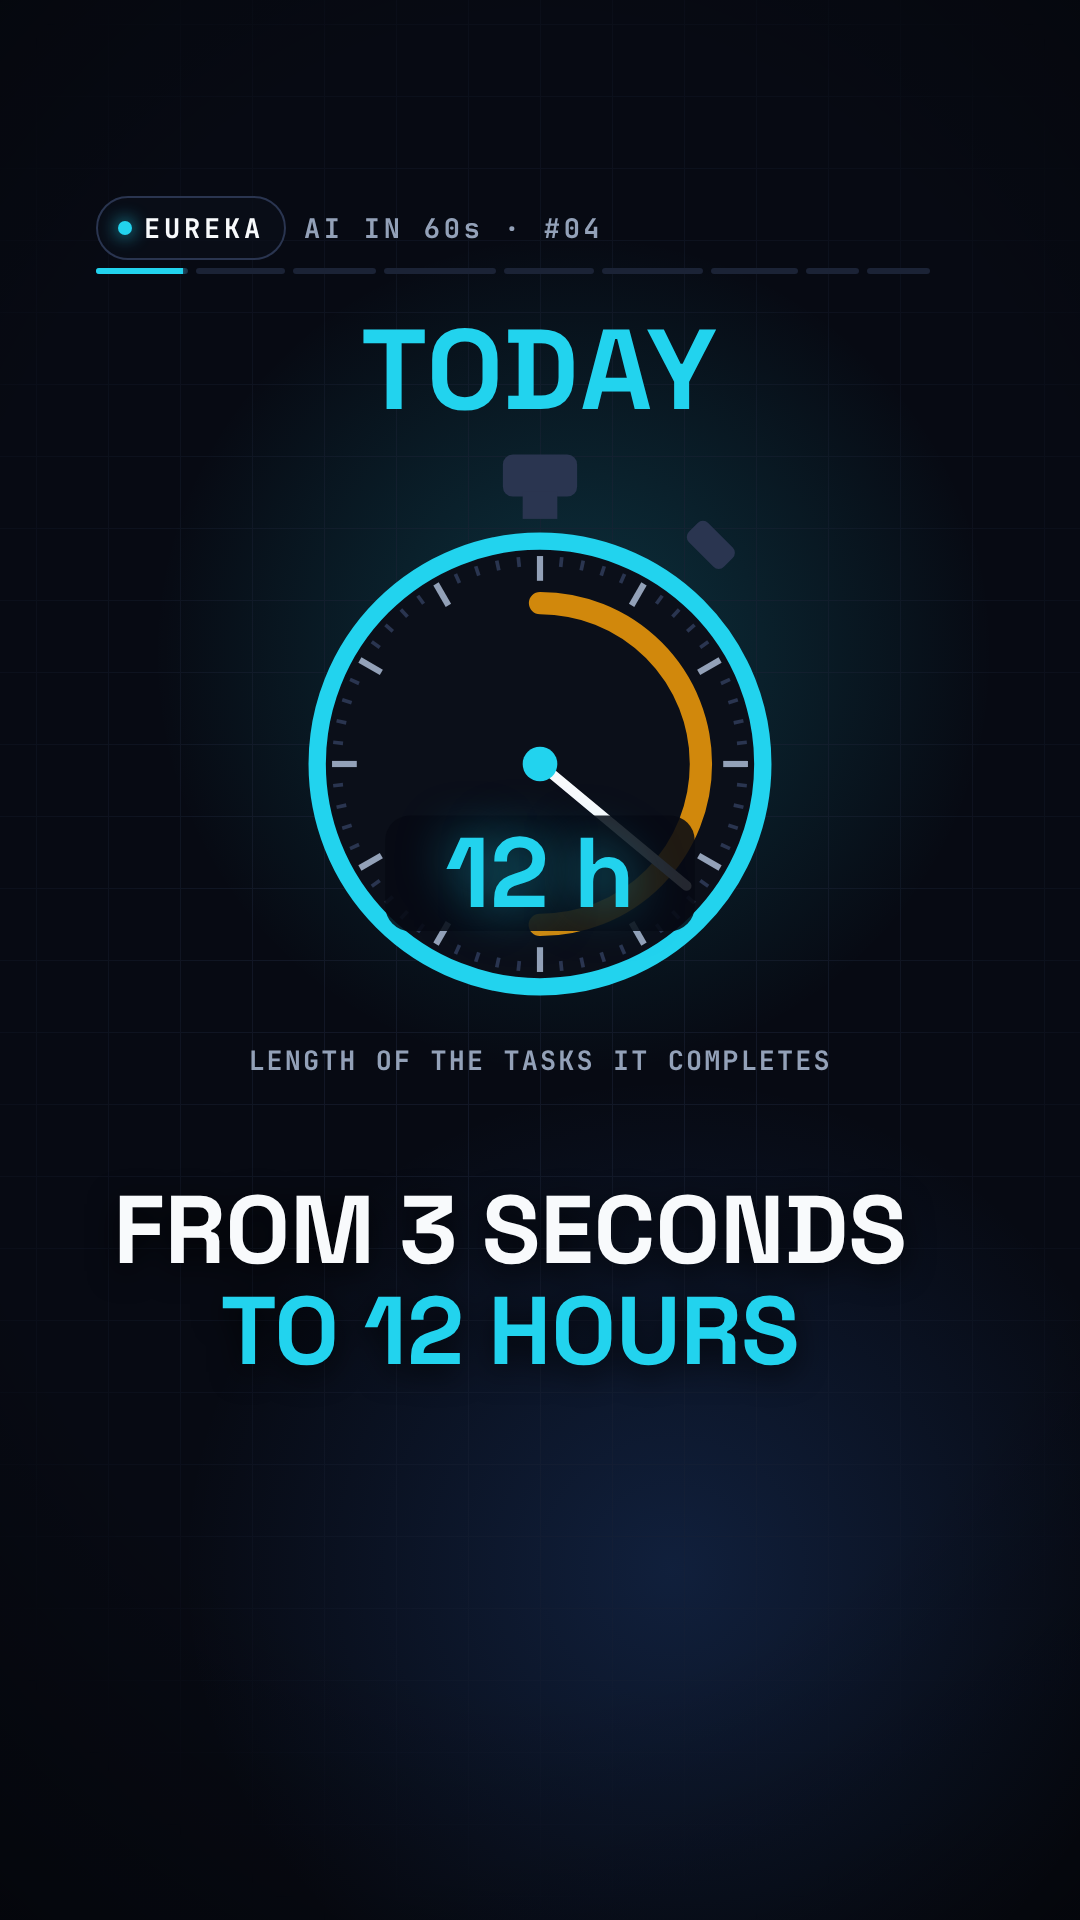 EUREKA AI IN 60s · #04
TODAY
12 h
LENGTH OF THE TASKS IT COMPLETES
FROM 3 SECONDS
TO 12 HOURS